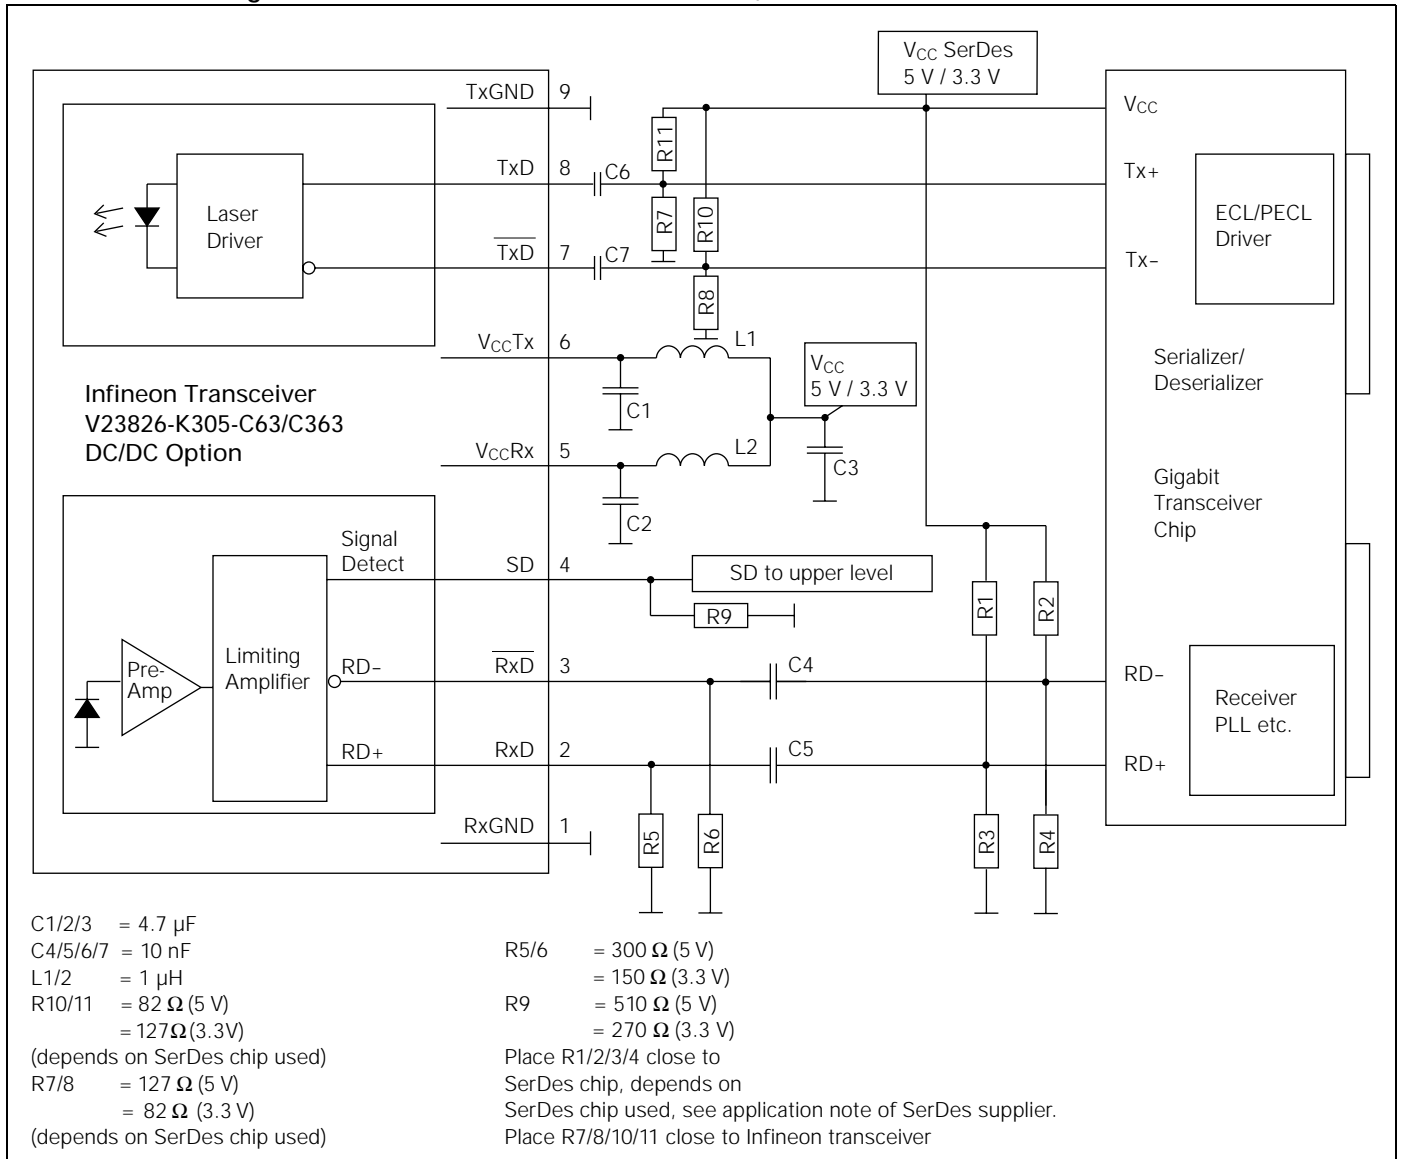 V_CC SerDes
5 V / 3.3 V
TxGND 9
V_CC
R11
TxD 8
C6
Tx+
Laser
Driver
R7
R10
ECL/PECL
Driver
TxD 7
C7
Tx–
R8
V_CCTx 6
L1
V_CC
5 V / 3.3 V
Serializer/
Deserializer
Infineon Transceiver
V23826-K305-C63/C363
DC/DC Option
C1
V_CCRx 5
L2
C3
Gigabit
Transceiver
Chip
C2
Signal
Detect
SD 4
SD to upper level
R9
R1
R2
Pre-
Amp
Limiting
Amplifier
RD–
RxD 3
C4
RD–
Receiver
PLL etc.
RD+
RxD 2
C5
RD+
RxGND 1
R5
R6
R3
R4
C1/2/3 = 4.7 µF
C4/5/6/7 = 10 nF
L1/2 = 1 µH
R10/11 = 82 Ω (5 V)
= 127Ω(3.3V)
(depends on SerDes chip used)
R7/8 = 127 Ω (5 V)
= 82 Ω (3.3 V)
(depends on SerDes chip used)
R5/6 = 300 Ω (5 V)
= 150 Ω (3.3 V)
R9 = 510 Ω (5 V)
= 270 Ω (3.3 V)
Place R1/2/3/4 close to
SerDes chip, depends on
SerDes chip used, see application note of SerDes supplier.
Place R7/8/10/11 close to Infineon transceiver